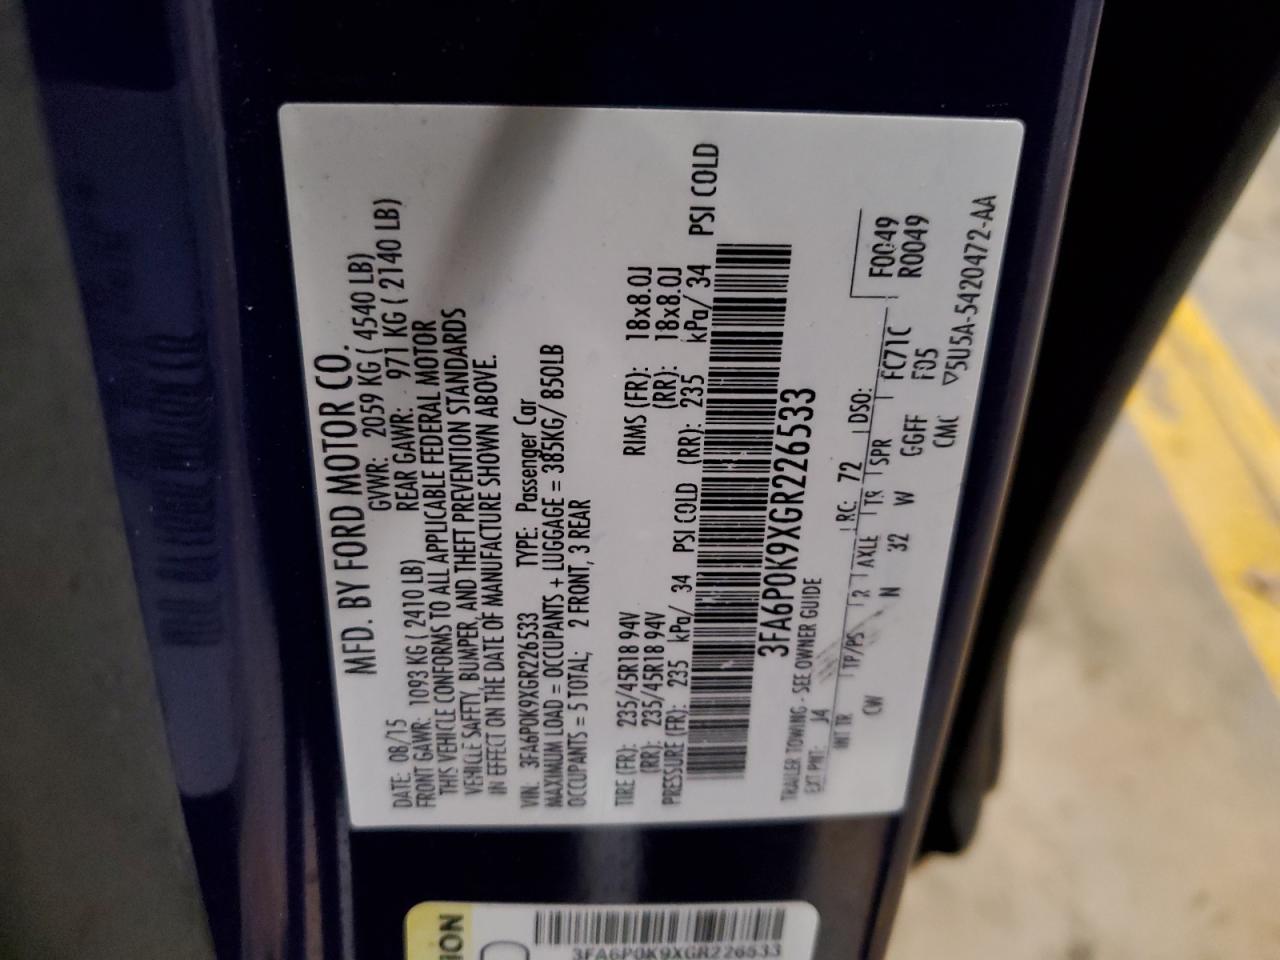 MFD. BY FORD MOTOR CO.
DATE: 08/15 GVWR: 2059 KG ( 4540 LB)
FRONT GAWR: 1093 KG ( 2410 LB) REAR GAWR: 971 KG ( 2140 LB)
THIS VEHICLE CONFORMS TO ALL APPLICABLE FEDERAL MOTOR
VEHICLE SAFETY, BUMPER, AND THEFT PREVENTION STANDARDS
IN EFFECT ON THE DATE OF MANUFACTURE SHOWN ABOVE.
VIN: 3FA6P0K9XGR226533 TYPE: Passenger Car
MAXIMUM LOAD = OCCUPANTS + LUGGAGE = 385KG/ 850LB
OCCUPANTS = 5 TOTAL; 2 FRONT, 3 REAR
TIRE (FR): 235/45R18 94V RIMS (FR): 18x8.0J
(RR): 235/45R18 94V (RR): 18x8.0J
PRESSURE (FR): 235 kPa/ 34 PSI COLD (RR): 235 kPa/ 34 PSI COLD
3FA6P0K9XGR226533
TRAILER TOWING - SEE OWNER GUIDE
EXT PNT: J4 RC: 72 DSO:
INT TR TP/PS R AXLE TR SPR F0049
CW N 32 W GGFF FC71C R0049
CMC F05
▽5U5A-5420472-AA
ION
3FA6P0K9XGR226533